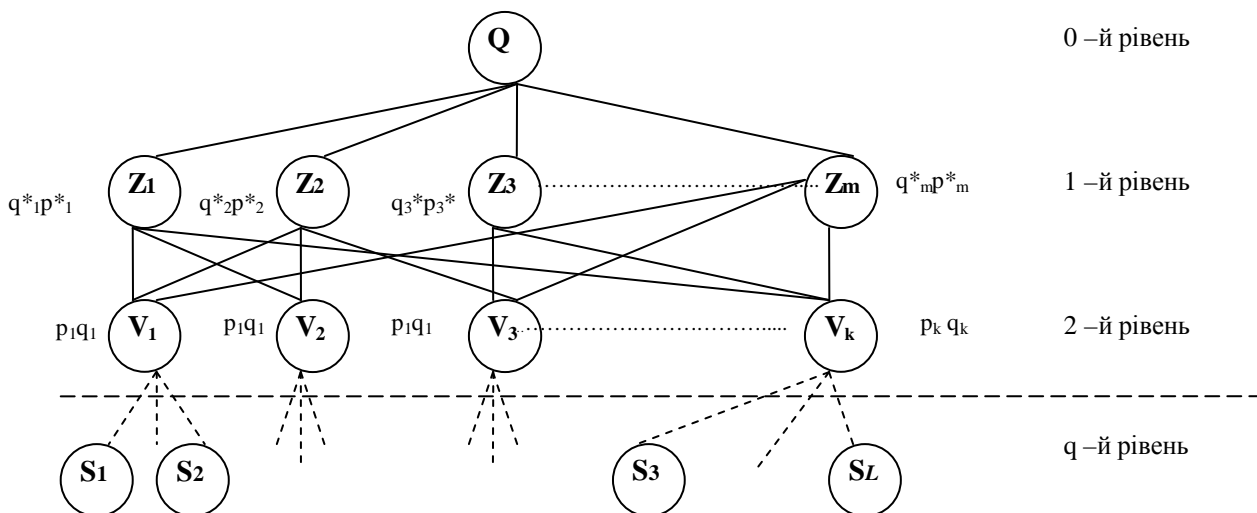 Q 0 –й рівень
Z1 Z2 Z3 Zm q*mp*m 1 –й рівень
q*1p*1 q*2p*2 q3*p3*
p1q1 V1 p1q1 V2 p1q1 V3 Vk pk qk 2 –й рівень
S1 S2 S3 SL q –й рівень